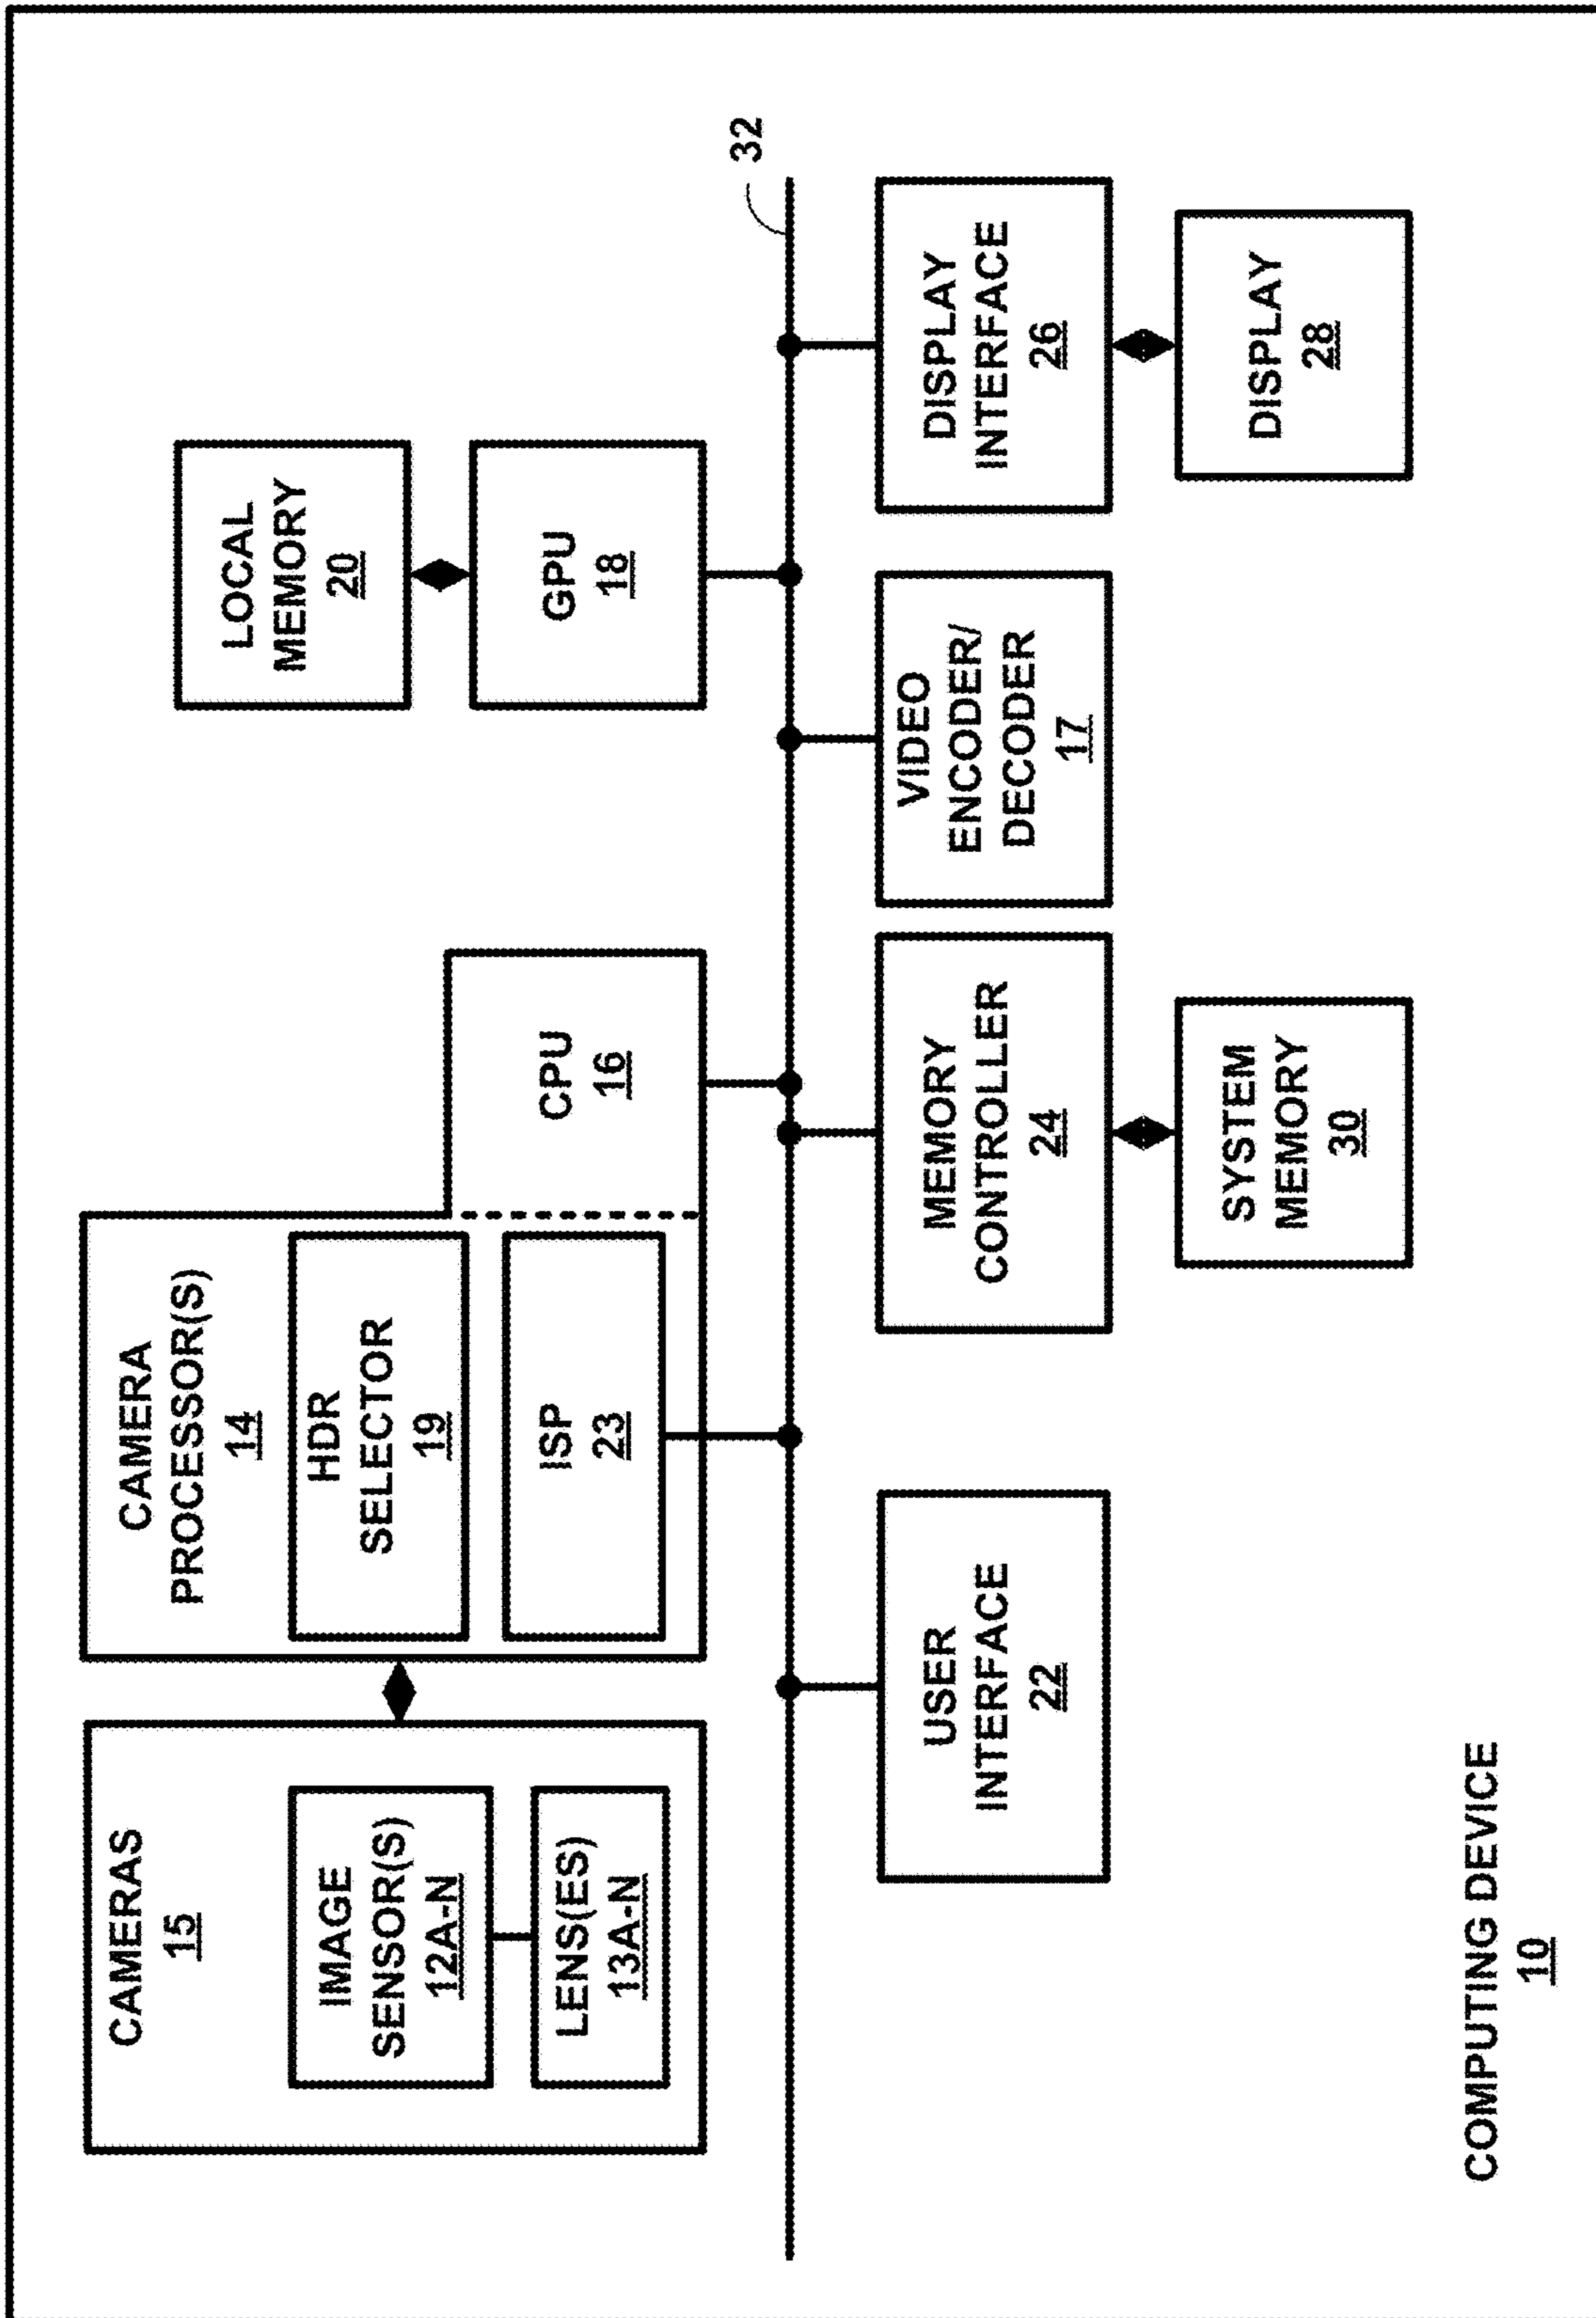 CAMERAS
15
IMAGE
SENSOR(S)
12A-N
LENS(ES)
13A-N
CAMERA
PROCESSOR(S)
14
HDR
SELECTOR
19
ISP
23
CPU
16
LOCAL
MEMORY
20
GPU
18
32
USER
INTERFACE
22
MEMORY
CONTROLLER
24
SYSTEM
MEMORY
30
VIDEO
ENCODER/
DECODER
17
DISPLAY
INTERFACE
26
DISPLAY
28
COMPUTING DEVICE
10